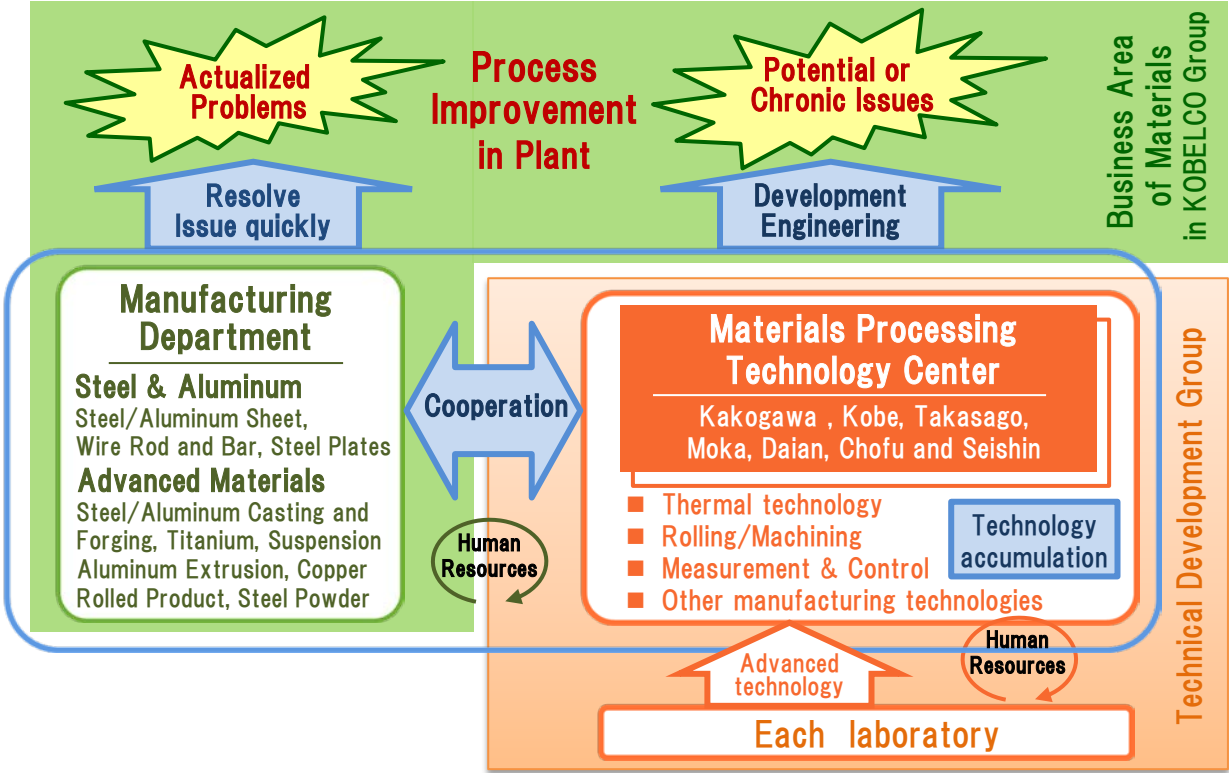 Actualized
Problems
Process
Improvement
in Plant
Potential or
Chronic Issues
Business Area
of Materials
in KOBELCO Group
Resolve
Issue quickly
Development
Engineering
Manufacturing
Department
Steel & Aluminum
Steel/Aluminum Sheet,
Wire Rod and Bar, Steel Plates
Advanced Materials
Steel/Aluminum Casting and
Forging, Titanium, Suspension
Aluminum Extrusion, Copper
Rolled Product, Steel Powder
Cooperation
Human
Resources
Materials Processing
Technology Center
Kakogawa , Kobe, Takasago,
Moka, Daian, Chofu and Seishin
■ Thermal technology
■ Rolling/Machining
■ Measurement & Control
■ Other manufacturing technologies
Technology
accumulation
Technical Development Group
Advanced
technology
Human
Resources
Each laboratory